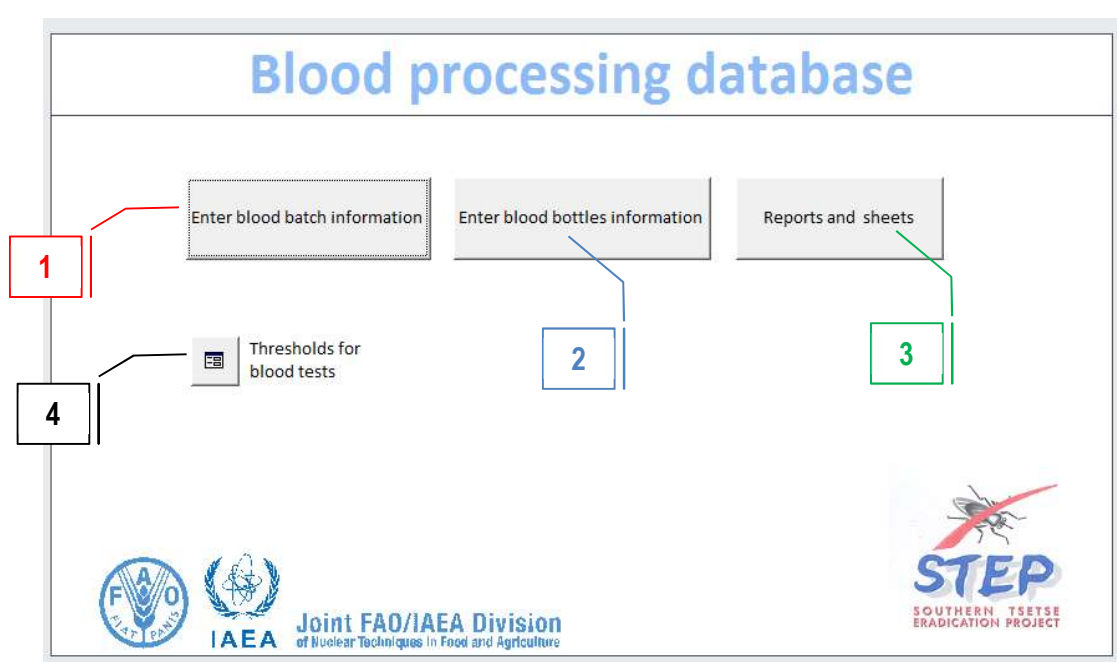 Blood processing database
Enter blood batch information
Enter blood bottles information
Reports and sheets
1
2
3
Thresholds for
blood tests
4
F A O
FIAT PANIS
IAEA
Joint FAO/IAEA Division
of Nuclear Techniques in Food and Agriculture
STEP
SOUTHERN TSETSE
ERADICATION PROJECT